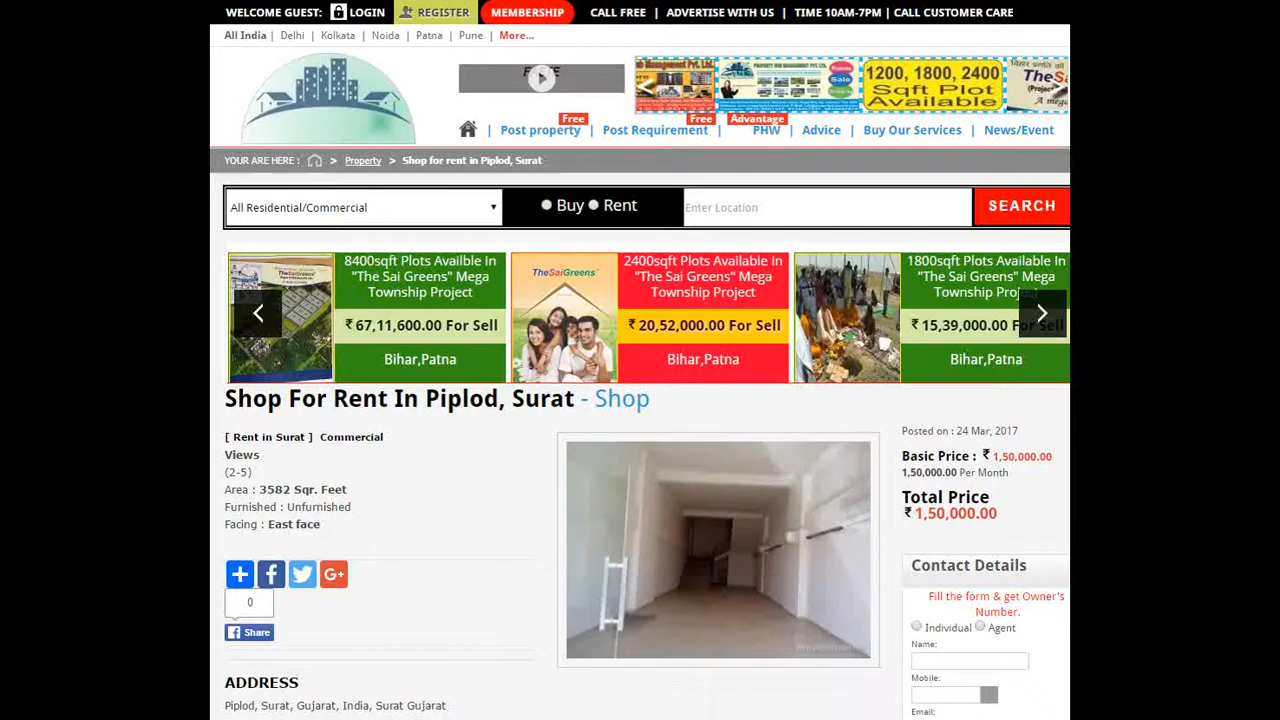 WELCOME GUEST: LOGIN REGISTER MEMBERSHIP CALL FREE | ADVERTISE WITH US | TIME 10AM-7PM | CALL CUSTOMER CARE
All India | Delhi | Kolkata | Noida | Patna | Pune | More...
1200, 1800, 2400
Sqft Plot
Available
Free Free Advantage
| Post property | Post Requirement | PHW | Advice | Buy Our Services | News/Event
YOUR ARE HERE : > Property > Shop for rent in Piplod, Surat
All Residential/Commercial Buy Rent Enter Location SEARCH
8400sqft Plots Availble In
"The Sai Greens" Mega
Township Project
₹ 67,11,600.00 For Sell
Bihar,Patna
TheSaiGreens
2400sqft Plots Available In
"The Sai Greens" Mega
Township Project
₹ 20,52,000.00 For Sell
Bihar,Patna
1800sqft Plots Available In
"The Sai Greens" Mega
Township Project
₹ 15,39,000.00 For Sell
Bihar,Patna
Shop For Rent In Piplod, Surat - Shop
[ Rent in Surat ] Commercial
Views
(2-5)
Area : 3582 Sqr. Feet
Furnished : Unfurnished
Facing : East face
0
Share
ADDRESS
Piplod, Surat, Gujarat, India, Surat Gujarat
Posted on : 24 Mar, 2017
Basic Price : ₹ 1,50,000.00
1,50,000.00 Per Month
Total Price
₹ 1,50,000.00
Contact Details
Fill the form & get Owner's
Number.
Individual Agent
Name:
Mobile:
Email: